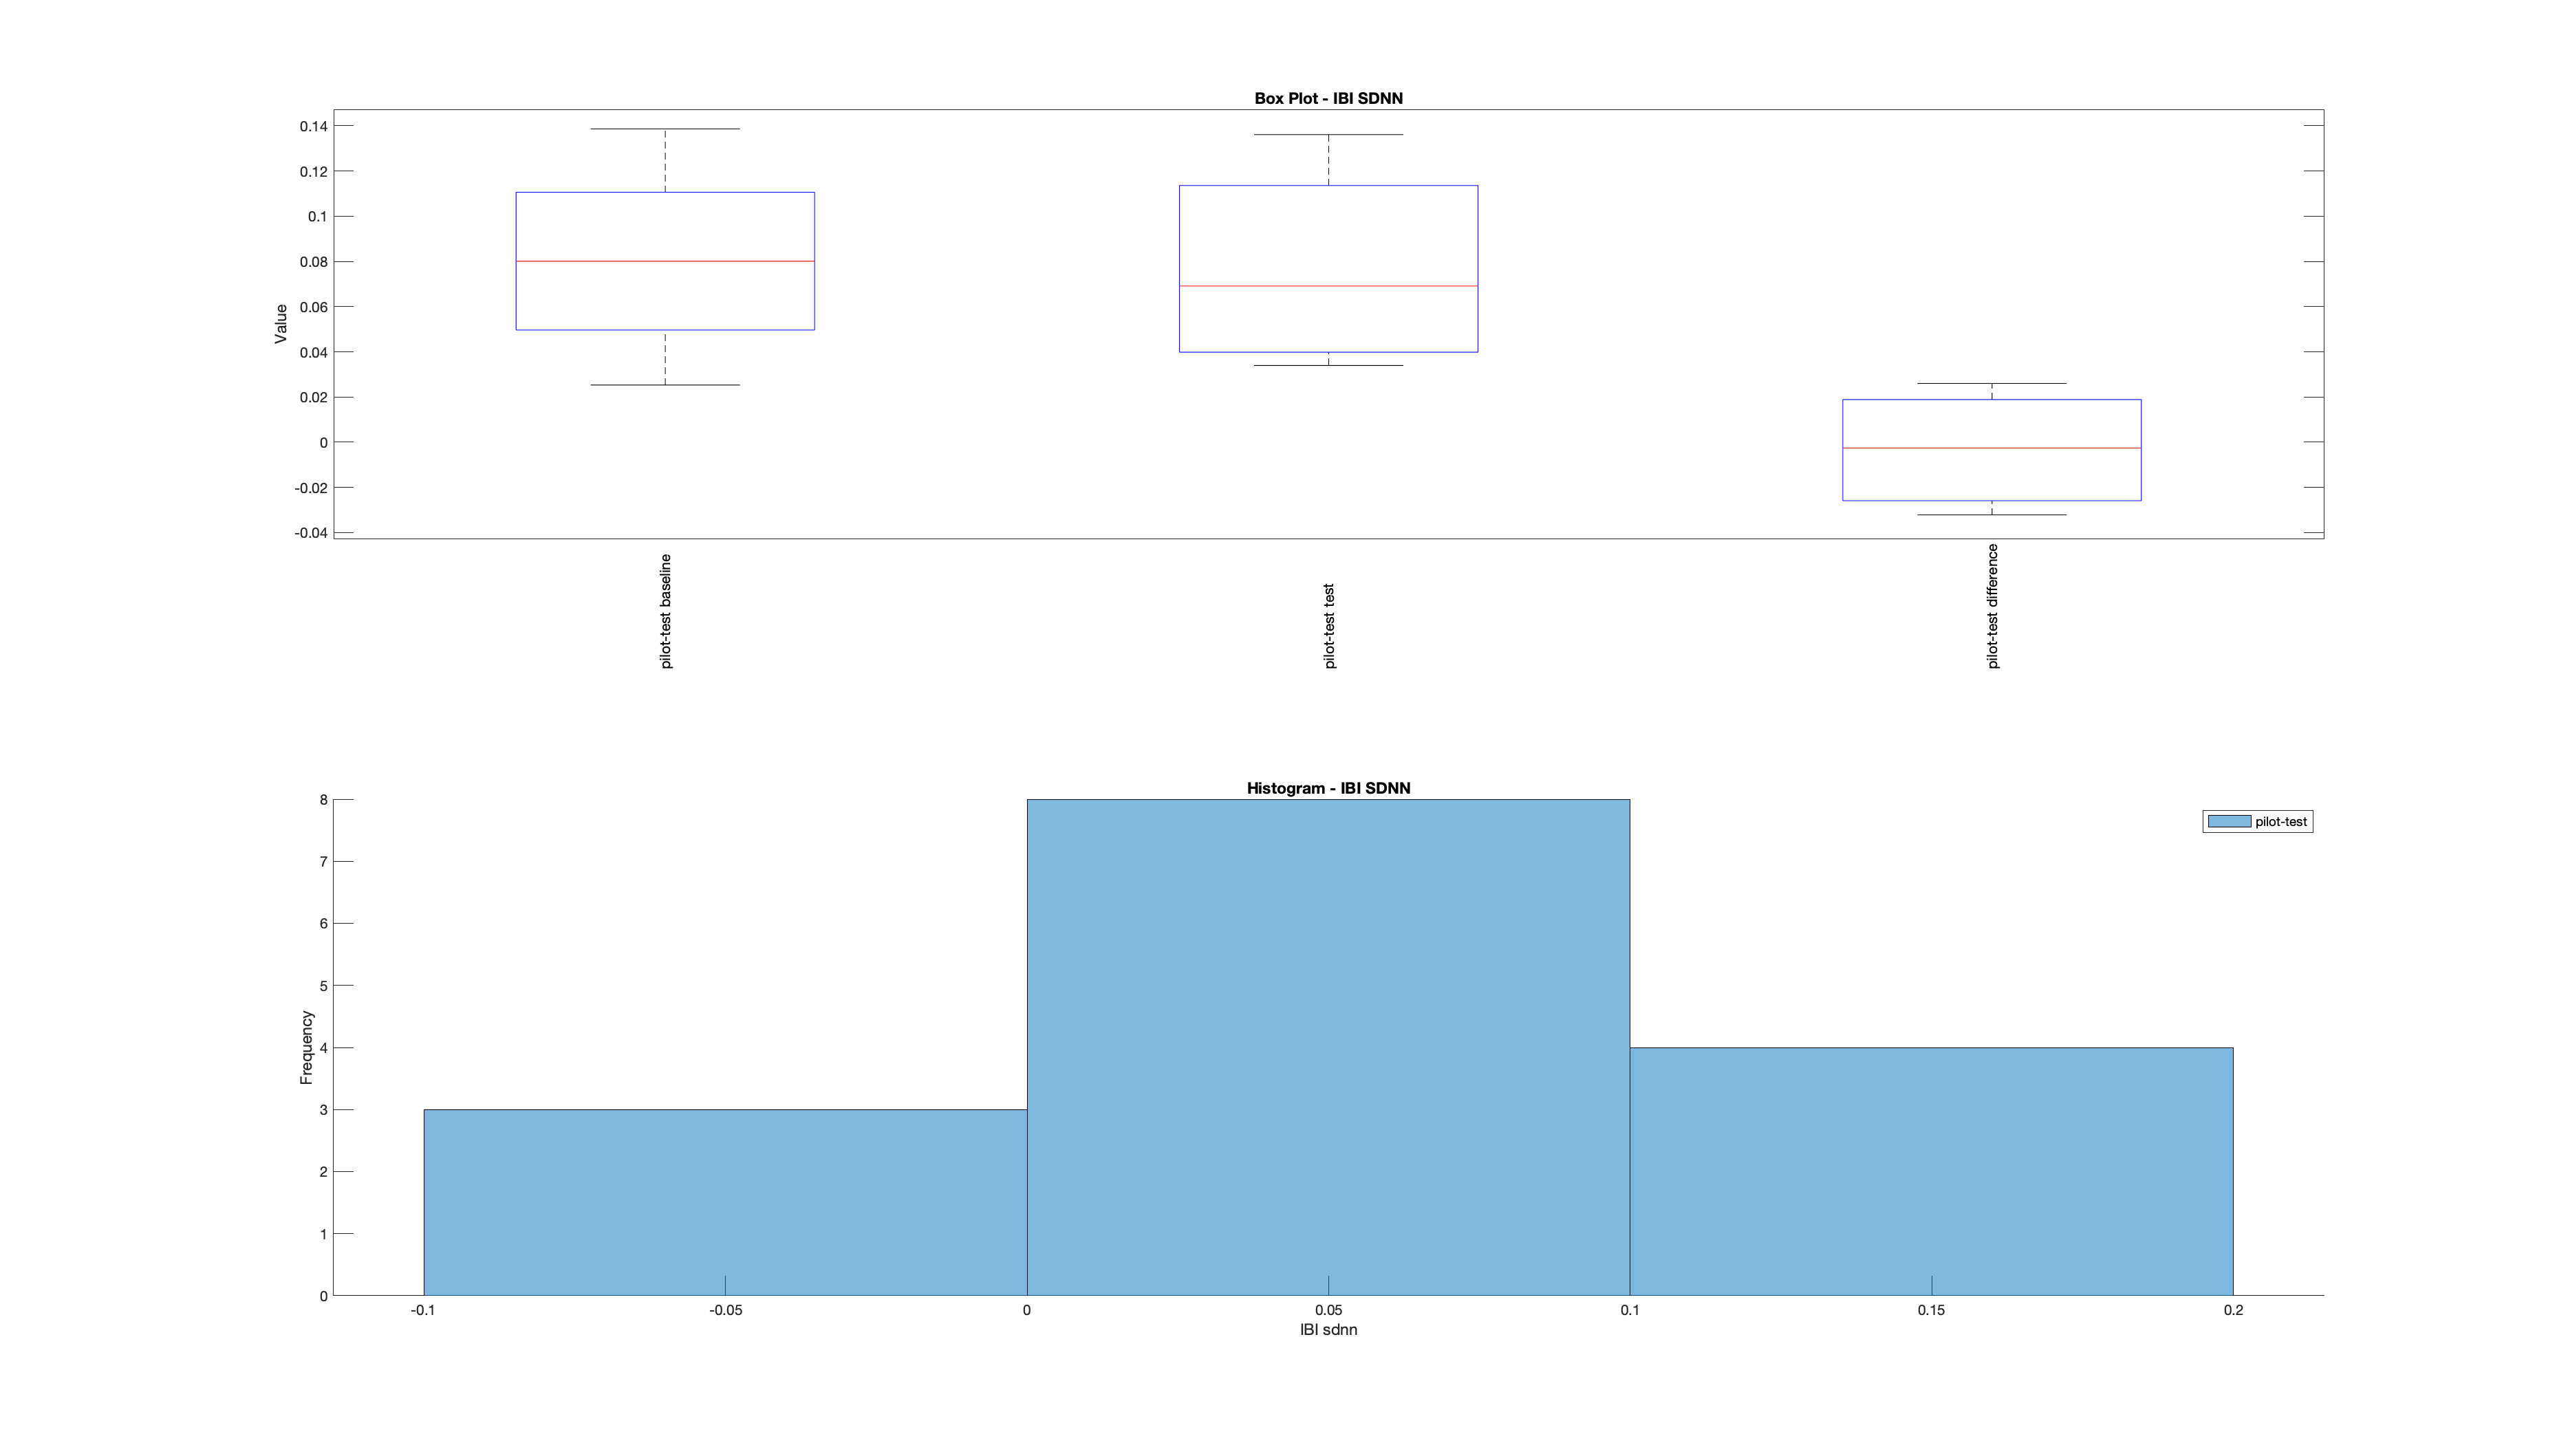 Box Plot - IBI SDNN
0.14
0.12
0.1
0.08
0.06
0.04
0.02
0
-0.02
-0.04
Value
pilot-test baseline
pilot-test test
pilot-test difference
Histogram - IBI SDNN
8
7
6
5
4
3
2
1
0
Frequency
pilot-test
-0.1 -0.05 0 0.05 0.1 0.15 0.2
IBI sdnn